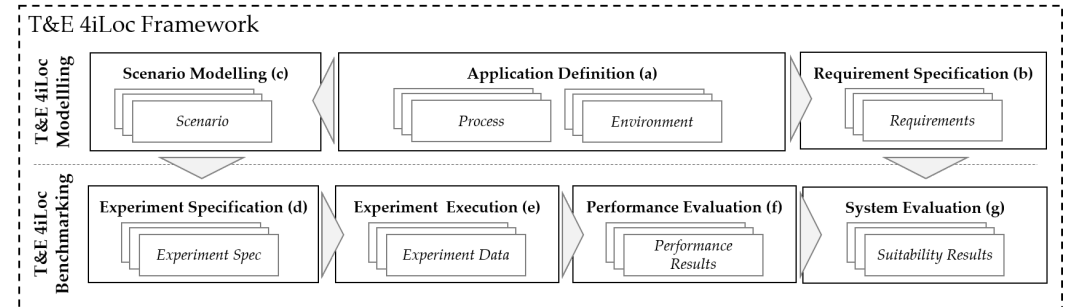 T&E 4iLoc Framework
T&E 4iLoc
Modellling
Scenario Modelling (c)
Scenario
Application Definition (a)
Process
Environment
Requirement Specification (b)
Requirements
T&E 4iLoc
Benchmarking
Experiment Specification (d)
Experiment Spec
Experiment Execution (e)
Experiment Data
Performance Evaluation (f)
Performance
Results
System Evaluation (g)
Suitability Results